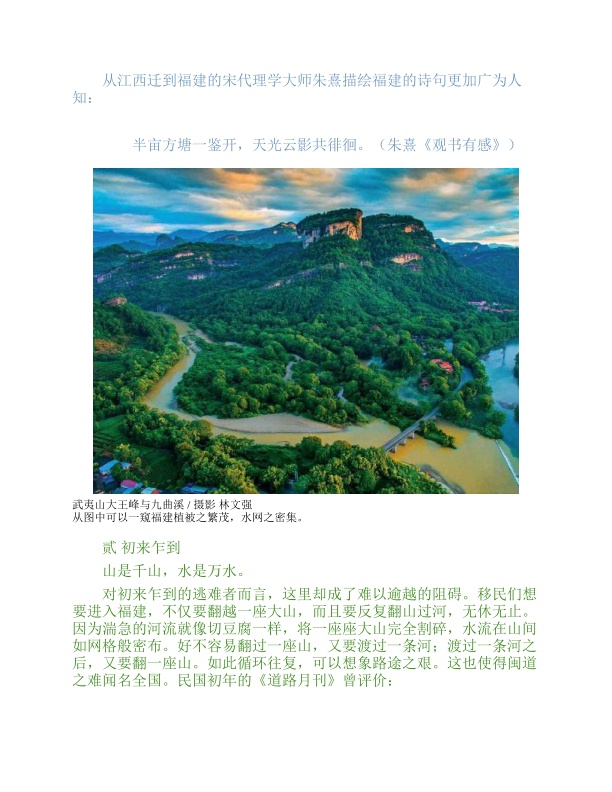 从江西迁到福建的宋代理学大师朱熹描绘福建的诗句更加广为人
知：
半亩方塘一鉴开，天光云影共徘徊。（朱熹《观书有感》）
武夷山大王峰与九曲溪 / 摄影 林文强
从图中可以一窥福建植被之繁茂，水网之密集。
贰 初来乍到
山是千山，水是万水。
对初来乍到的逃难者而言，这里却成了难以逾越的阻碍。移民们想
要进入福建，不仅要翻越一座大山，而且要反复翻山过河，无休无止。
因为湍急的河流就像切豆腐一样，将一座座大山完全割碎，水流在山间
如网格般密布。好不容易翻过一座山，又要渡过一条河；渡过一条河之
后，又要翻一座山。如此循环往复，可以想象路途之艰。这也使得闽道
之难闻名全国。民国初年的《道路月刊》曾评价：